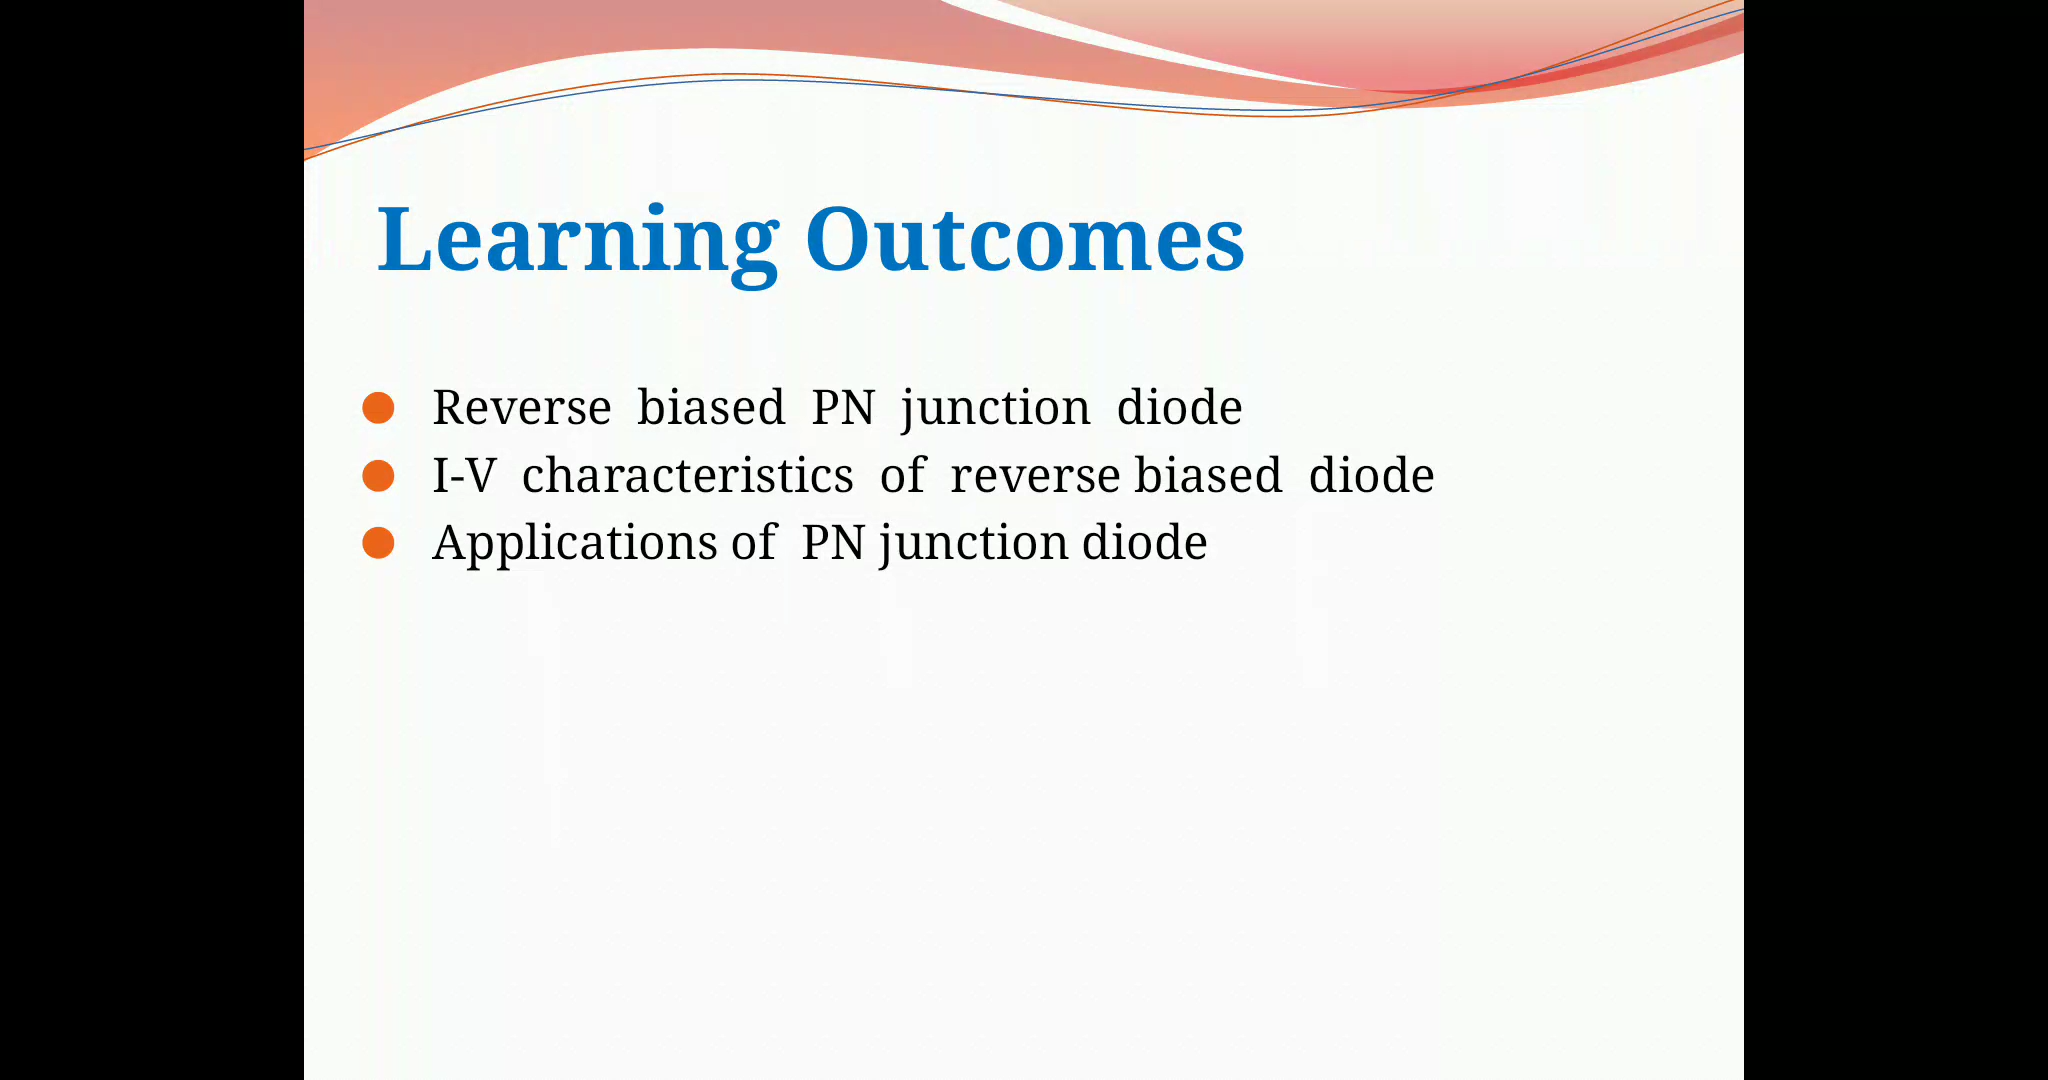 Learning Outcomes
Reverse biased PN junction diode
I-V characteristics of reverse biased diode
Applications of PN junction diode